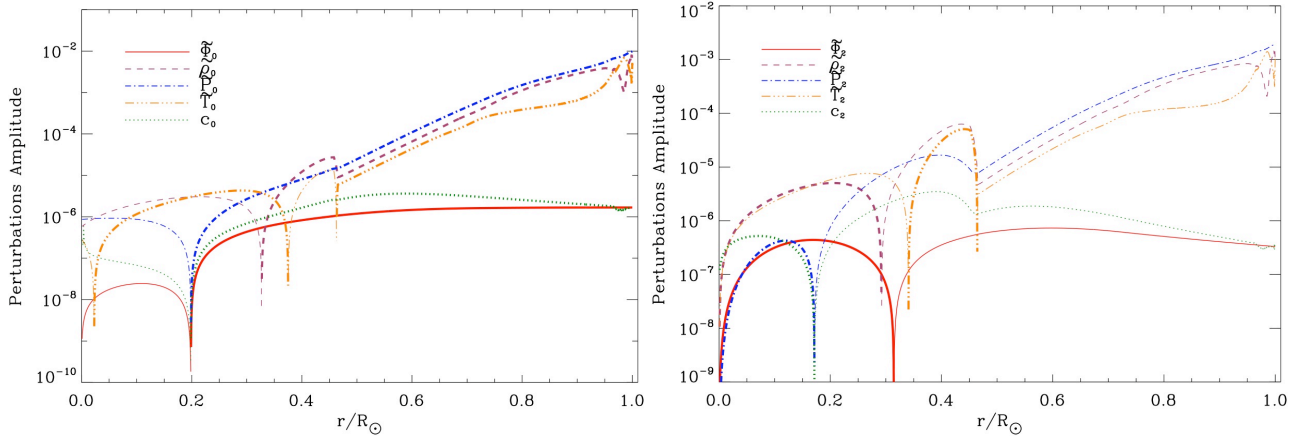 Perturbations Amplitude
10⁻²
10⁻⁴
10⁻⁶
10⁻⁸
10⁻¹⁰
Φ̃₀
ρ̃₀
P̃₀
T̃₀
c₀
0.0 0.2 0.4 0.6 0.8 1.0
r/R☉
Perturbations Amplitude
10⁻²
10⁻³
10⁻⁴
10⁻⁵
10⁻⁶
10⁻⁷
10⁻⁸
10⁻⁹
Φ̃₂
ρ̃₂
P̃₂
T̃₂
c₂
0.0 0.2 0.4 0.6 0.8 1.0
r/R☉